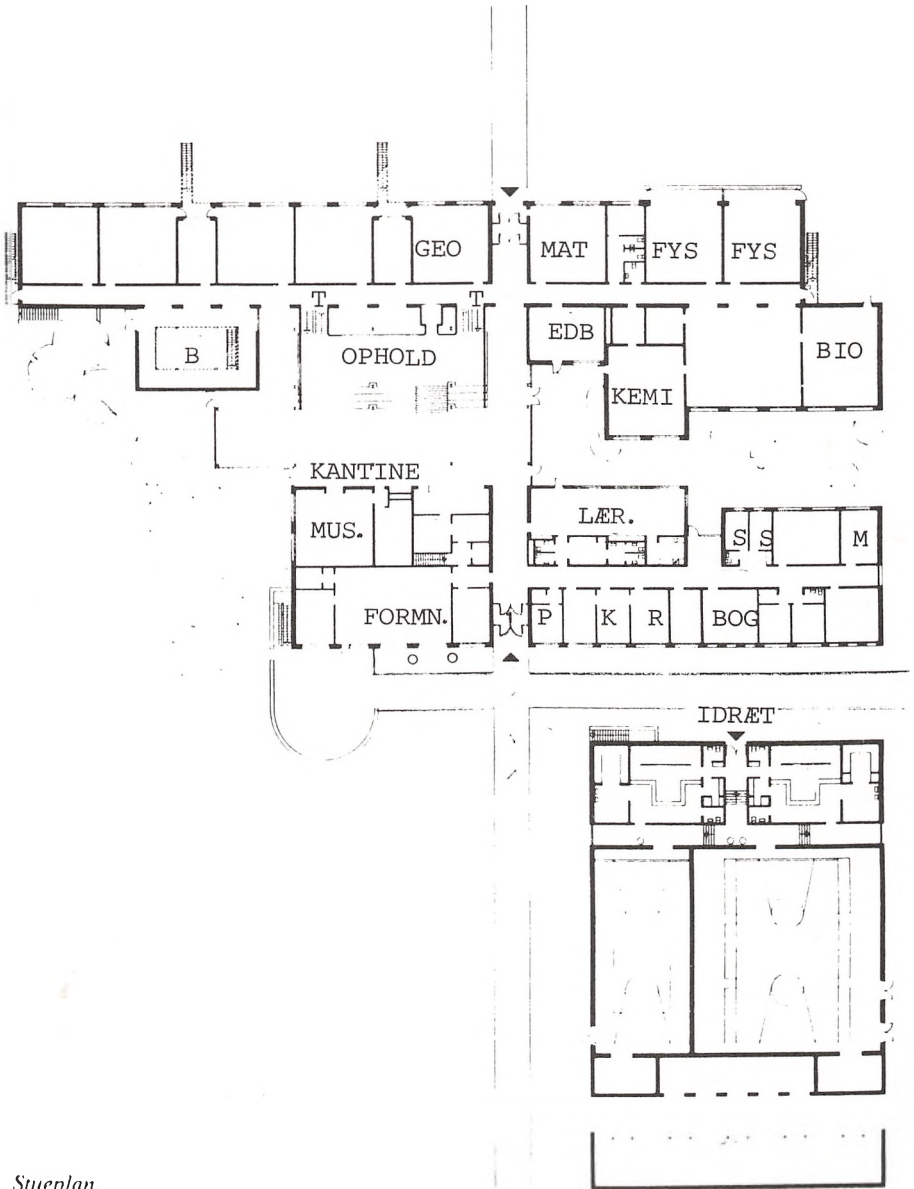 GEO MAT FYS FYS
T T
EDB
B OPHOLD BIO
KEMI
KANTINE
LÆR.
MUS. S S M
FORMN. P K R BOG
IDRÆT
Stueplan